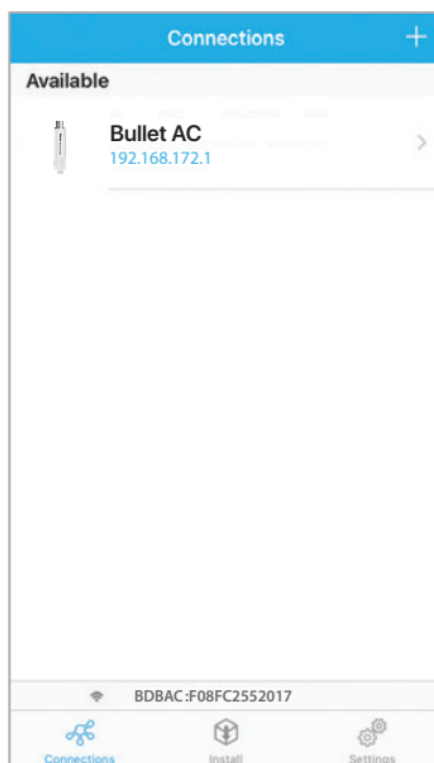 Connections +
Available
Bullet AC
192.168.172.1
BDBAC:F08FC2552017
Connections Install Settings